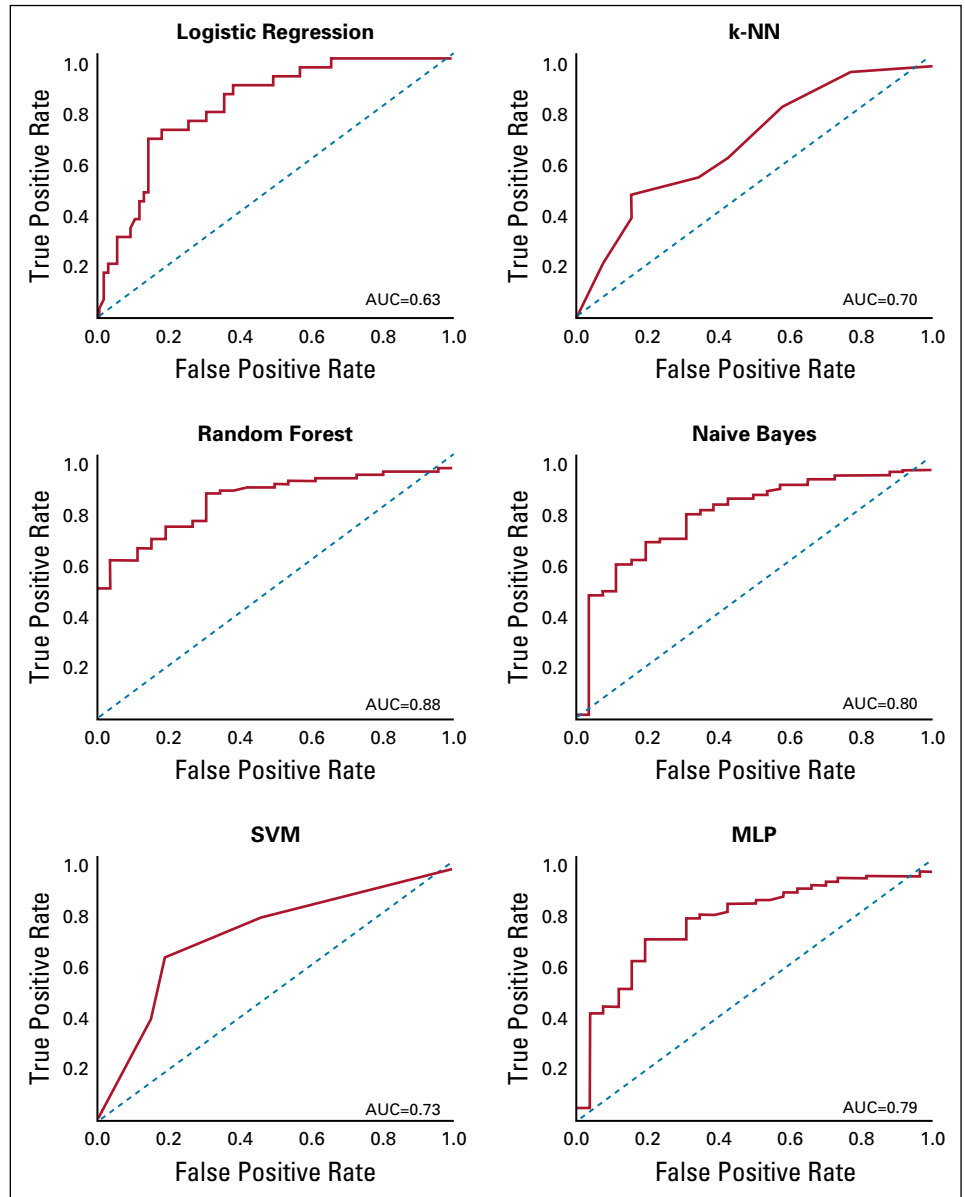 Logistic Regression
True Positive Rate
1.0
0.8
0.6
0.4
0.2
AUC=0.63
0.0 0.2 0.4 0.6 0.8 1.0
False Positive Rate
k-NN
True Positive Rate
1.0
0.8
0.6
0.4
0.2
AUC=0.70
0.0 0.2 0.4 0.6 0.8 1.0
False Positive Rate
Random Forest
True Positive Rate
1.0
0.8
0.6
0.4
0.2
AUC=0.88
0.0 0.2 0.4 0.6 0.8 1.0
False Positive Rate
Naive Bayes
True Positive Rate
1.0
0.8
0.6
0.4
0.2
AUC=0.80
0.0 0.2 0.4 0.6 0.8 1.0
False Positive Rate
SVM
True Positive Rate
1.0
0.8
0.6
0.4
0.2
AUC=0.73
0.0 0.2 0.4 0.6 0.8 1.0
False Positive Rate
MLP
True Positive Rate
1.0
0.8
0.6
0.4
0.2
AUC=0.79
0.0 0.2 0.4 0.6 0.8 1.0
False Positive Rate